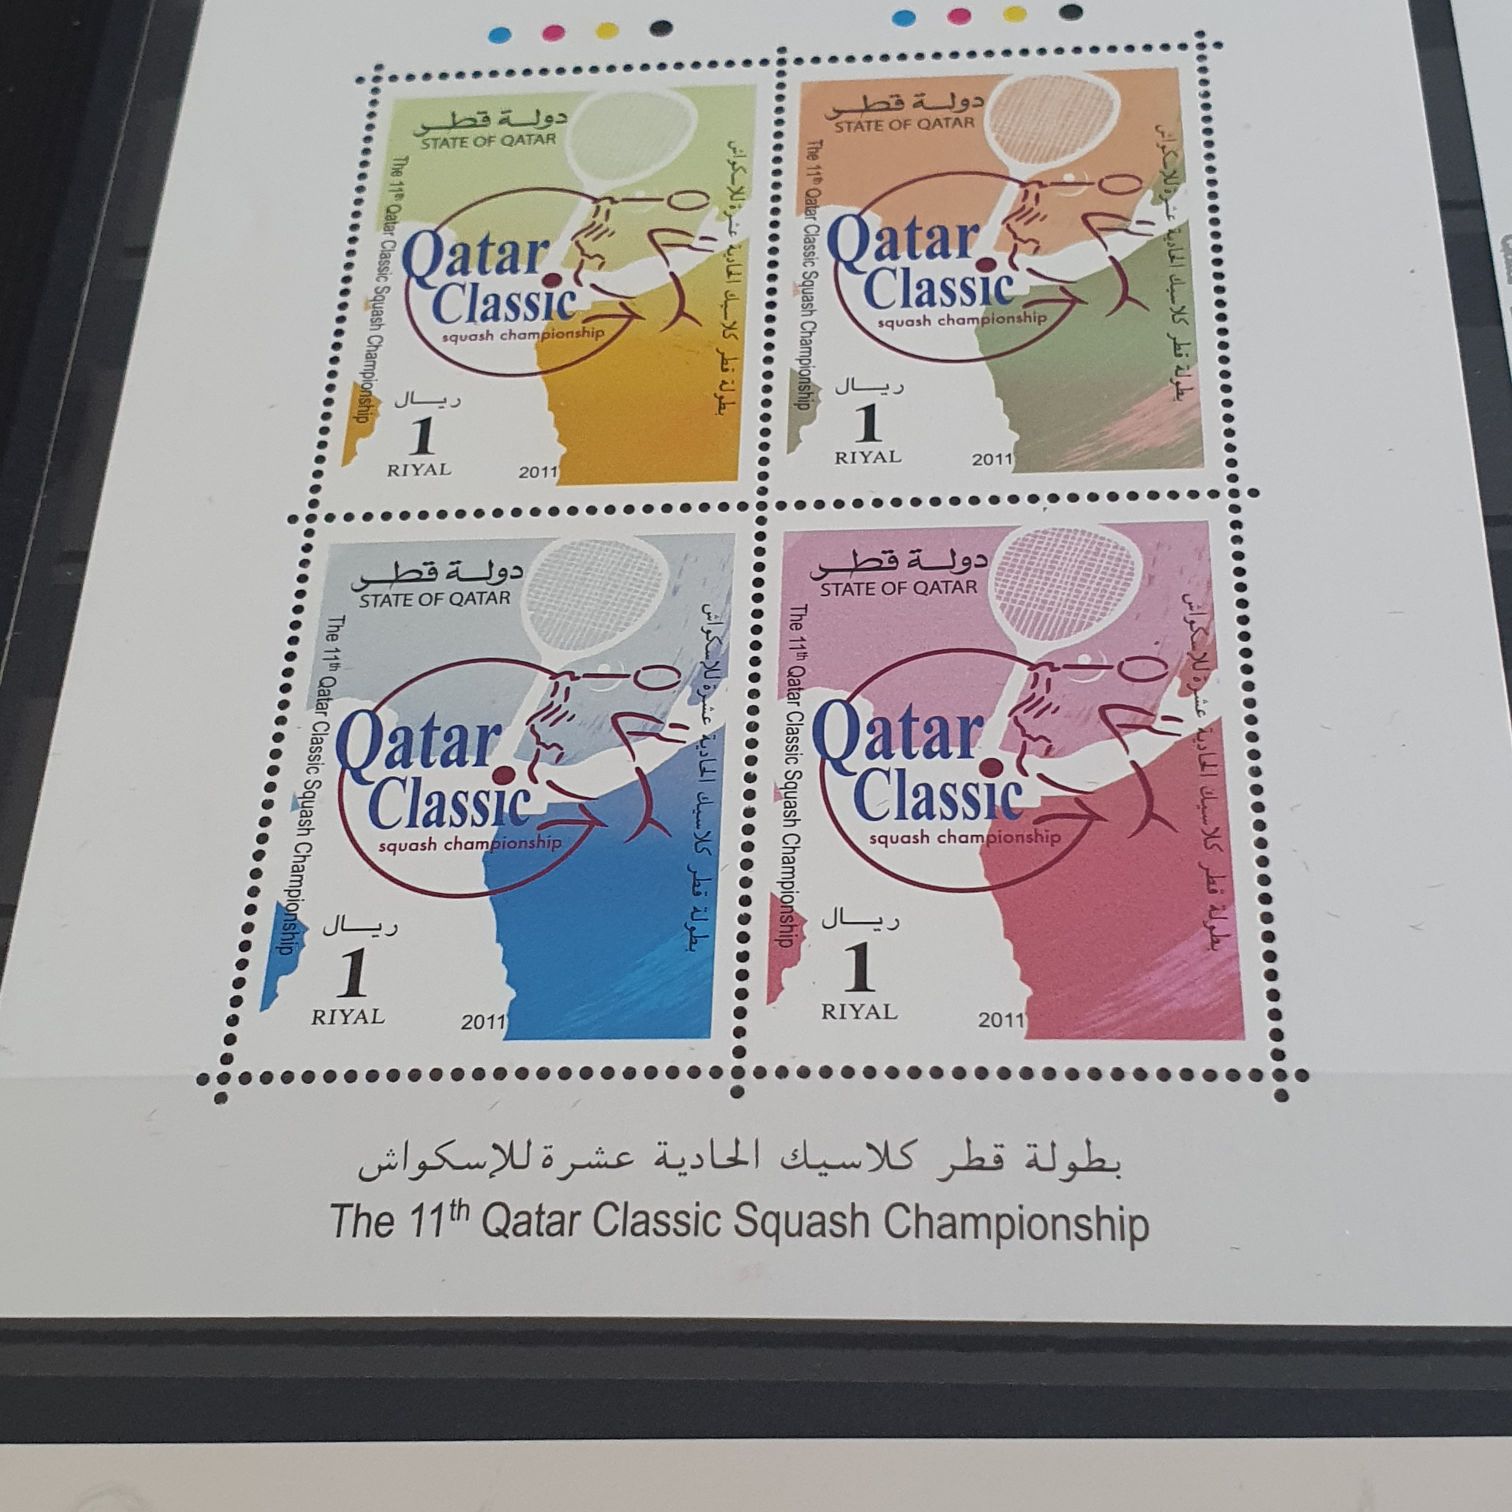 دولة قطر
STATE OF QATAR
The 11th Qatar Classic Squash Championship
بطولة قطر كلاسيك الحادية عشرة للإسكواش
Qatar
Classic
squash championship
ريال
1
RIYAL
2011
دولة قطر
STATE OF QATAR
The 11th Qatar Classic Squash Championship
بطولة قطر كلاسيك الحادية عشرة للإسكواش
Qatar
Classic
squash championship
ريال
1
RIYAL
2011
دولة قطر
STATE OF QATAR
The 11th Qatar Classic Squash Championship
بطولة قطر كلاسيك الحادية عشرة للإسكواش
Qatar
Classic
squash championship
ريال
1
RIYAL
2011
دولة قطر
STATE OF QATAR
The 11th Qatar Classic Squash Championship
بطولة قطر كلاسيك الحادية عشرة للإسكواش
Qatar
Classic
squash championship
ريال
1
RIYAL
2011
بطولة قطر كلاسيك الحادية عشرة للإسكواش
The 11th Qatar Classic Squash Championship